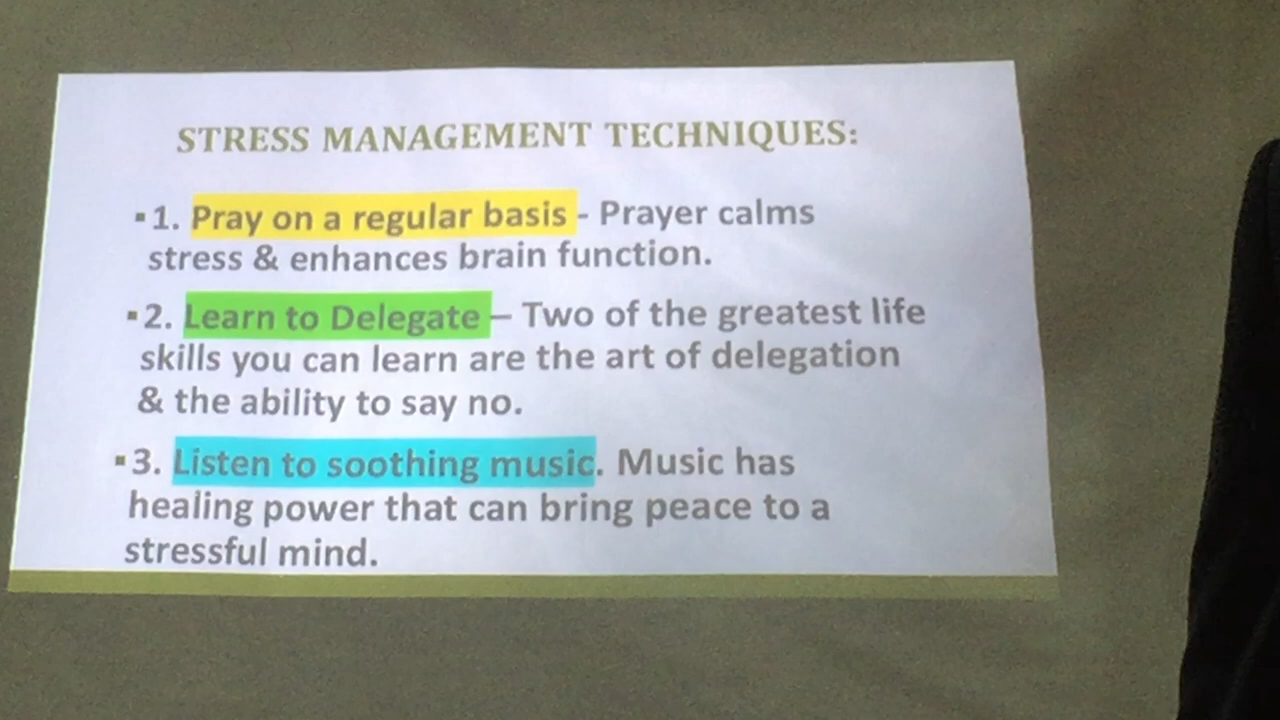 STRESS MANAGEMENT TECHNIQUES:
▪1. Pray on a regular basis - Prayer calms
stress & enhances brain function.
▪2. Learn to Delegate – Two of the greatest life
skills you can learn are the art of delegation
& the ability to say no.
▪3. Listen to soothing music. Music has
healing power that can bring peace to a
stressful mind.